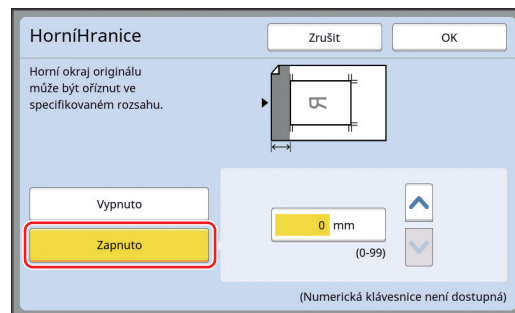 HorníHranice
Zrušit
OK
Horní okraj originálu
může být oříznut ve
specifikovaném rozsahu.
R
Vypnuto
Zapnuto
0 mm
(0-99)
(Numerická klávesnice není dostupná)